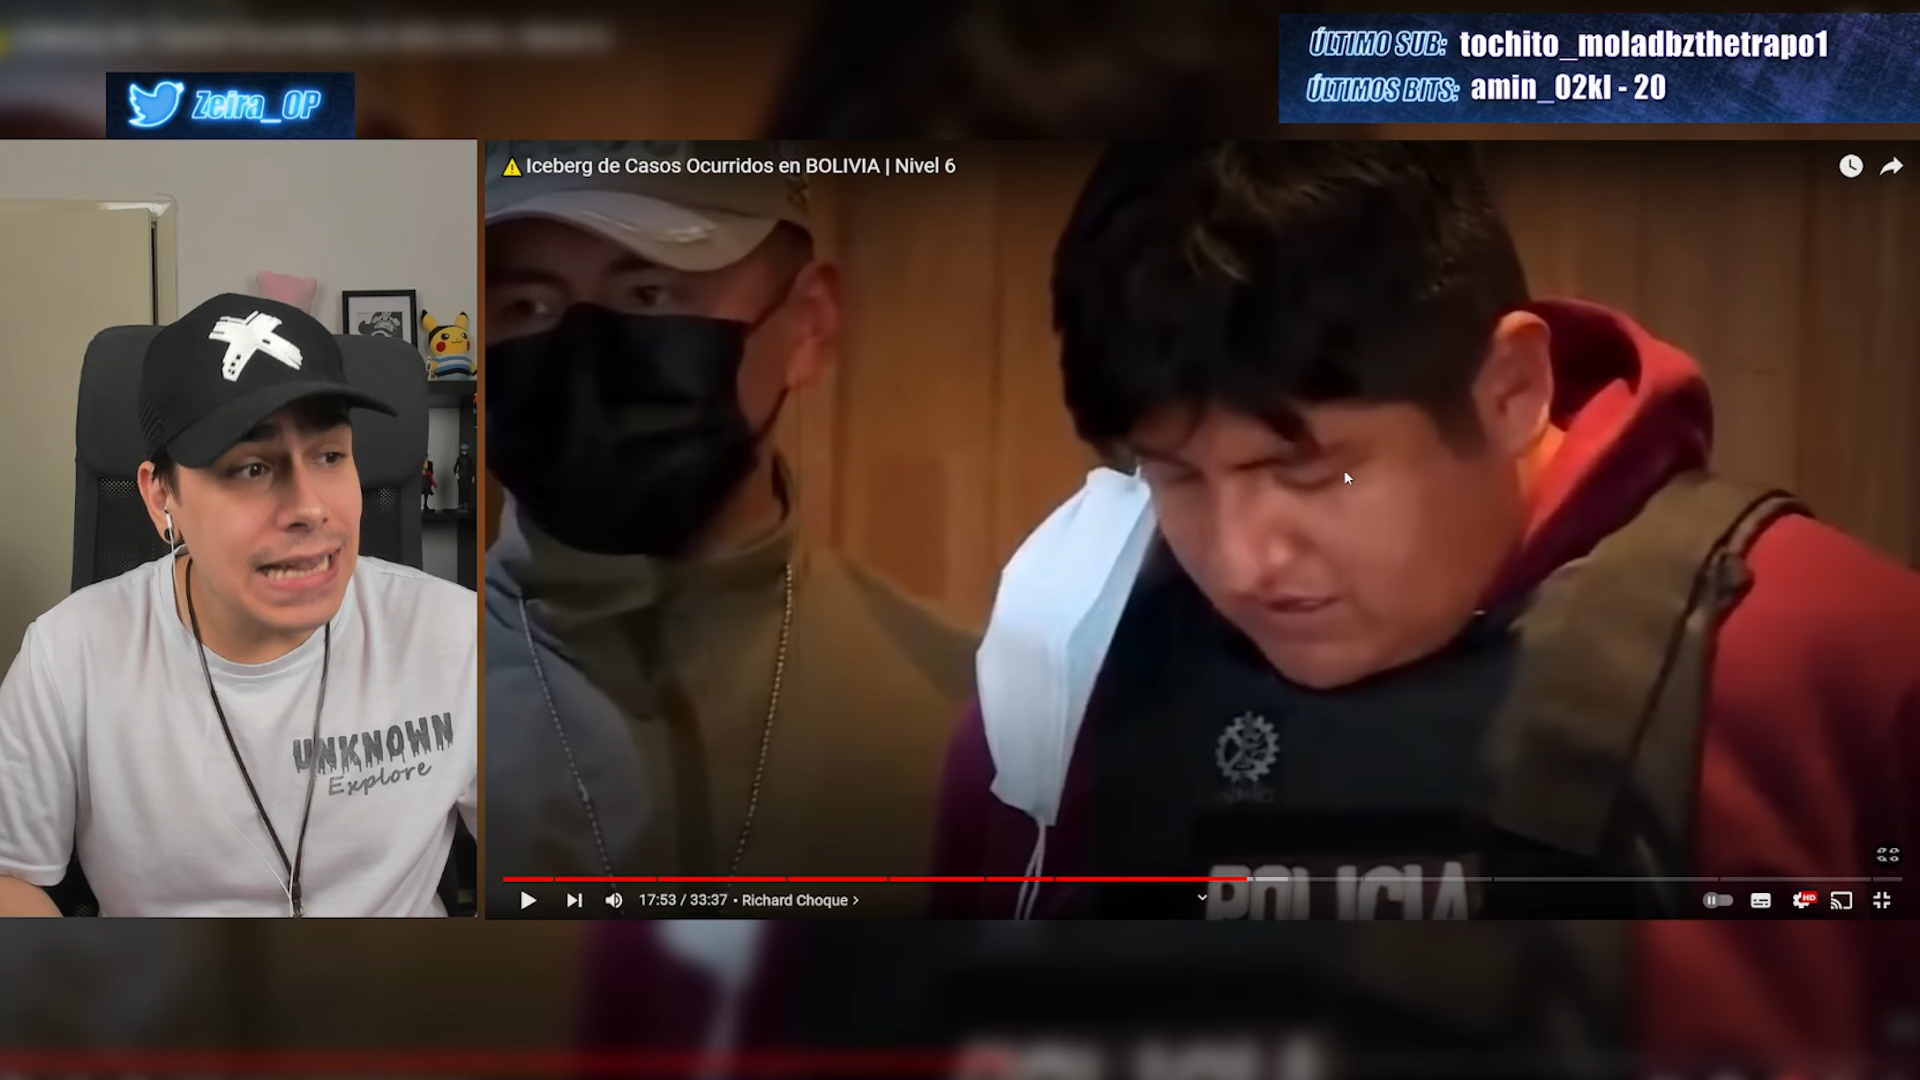 ÚLTIMO SUB: tochito_moladbzthetrapo1
ÚLTIMOS BITS: amin_02kl - 20
Zeira_OP
Iceberg de Casos Ocurridos en BOLIVIA | Nivel 6
UNKNOWN
Explore
POLICIA
17:53 / 33:37 • Richard Choque >
HD